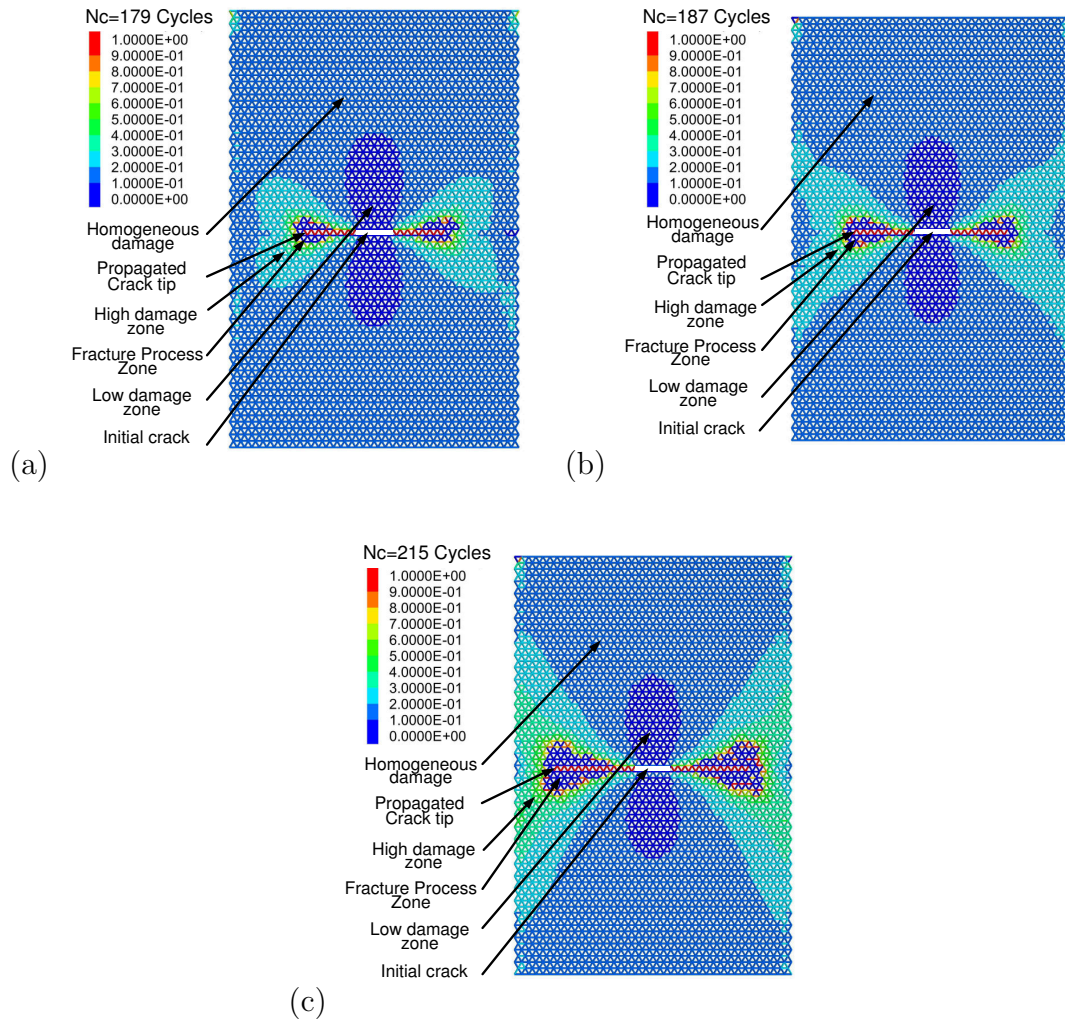 Nc=179 Cycles
1.0000E+00
9.0000E-01
8.0000E-01
7.0000E-01
6.0000E-01
5.0000E-01
4.0000E-01
3.0000E-01
2.0000E-01
1.0000E-01
0.0000E+00
Homogeneous
damage
Propagated
Crack tip
High damage
zone
Fracture Process
Zone
Low damage
zone
Initial crack
(a)
Nc=187 Cycles
1.0000E+00
9.0000E-01
8.0000E-01
7.0000E-01
6.0000E-01
5.0000E-01
4.0000E-01
3.0000E-01
2.0000E-01
1.0000E-01
0.0000E+00
Homogeneous
damage
Propagated
Crack tip
High damage
zone
Fracture Process
Zone
Low damage
zone
Initial crack
(b)
Nc=215 Cycles
1.0000E+00
9.0000E-01
8.0000E-01
7.0000E-01
6.0000E-01
5.0000E-01
4.0000E-01
3.0000E-01
2.0000E-01
1.0000E-01
0.0000E+00
Homogeneous
damage
Propagated
Crack tip
High damage
zone
Fracture Process
Zone
Low damage
zone
Initial crack
(c)